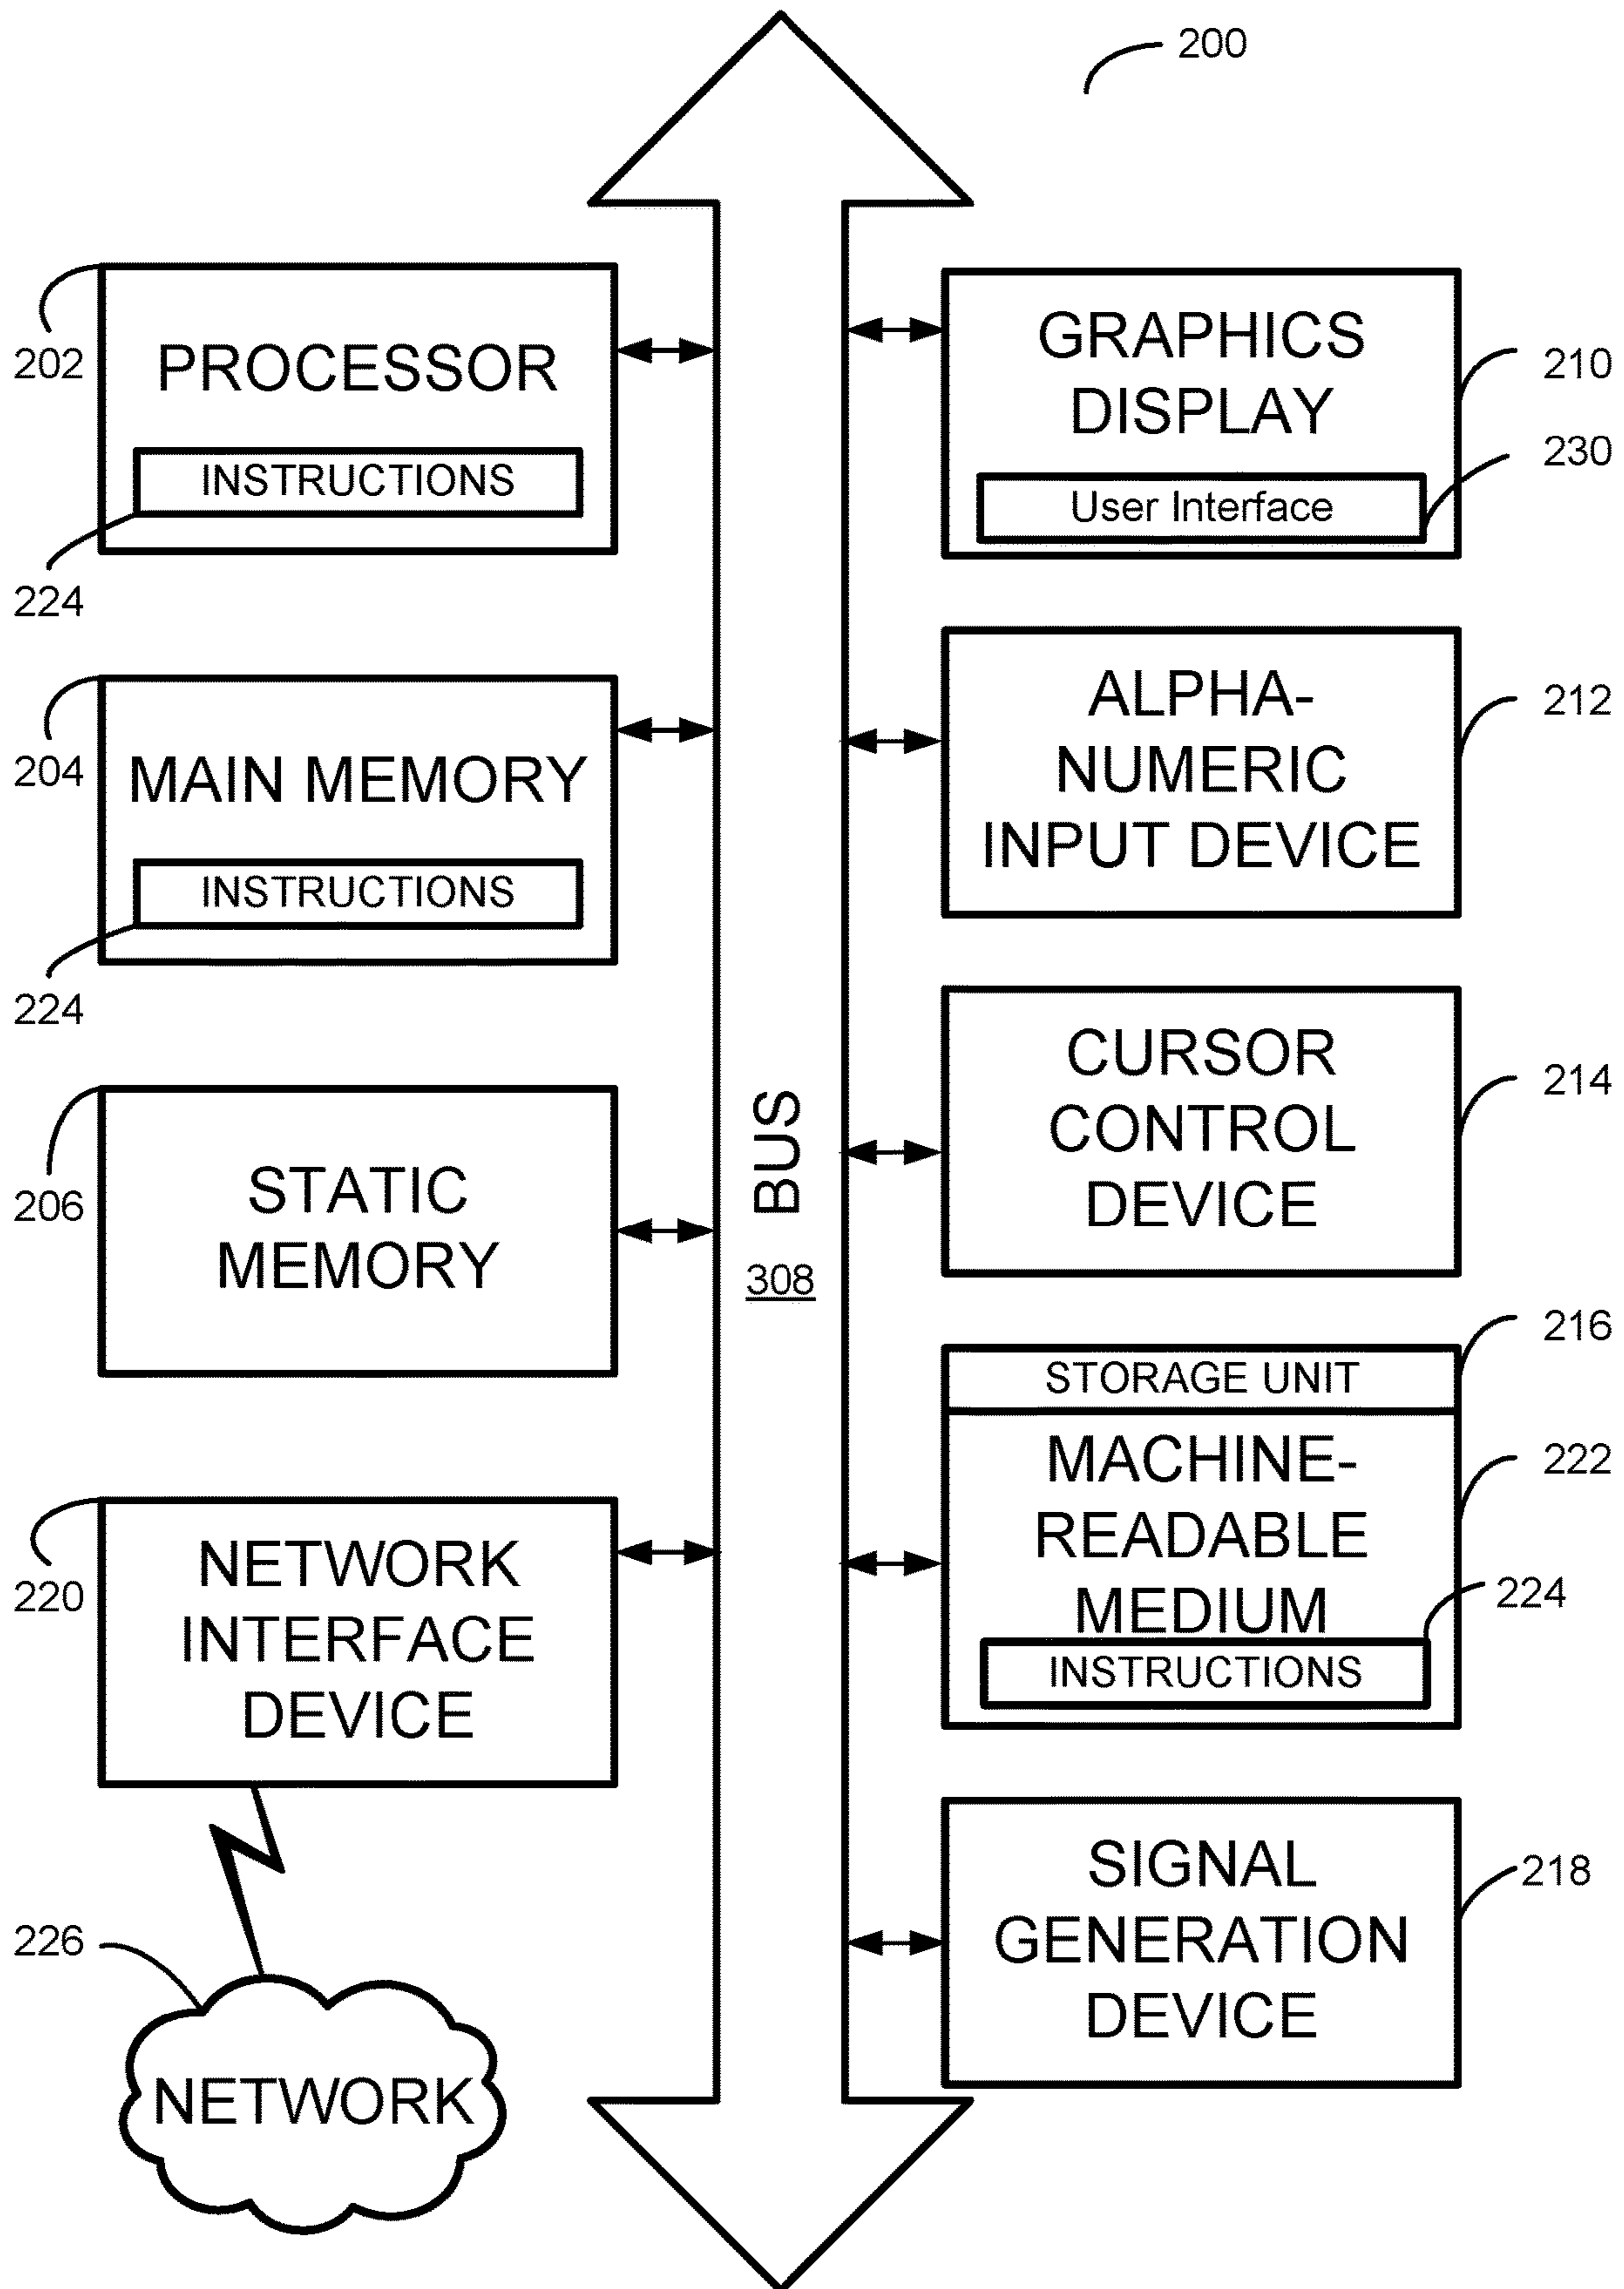 200
PROCESSOR
INSTRUCTIONS
202
224
MAIN MEMORY
INSTRUCTIONS
204
224
STATIC
MEMORY
206
NETWORK
INTERFACE
DEVICE
220
226
NETWORK
BUS
308
GRAPHICS
DISPLAY
User Interface
210
230
ALPHA-
NUMERIC
INPUT DEVICE
212
CURSOR
CONTROL
DEVICE
214
STORAGE UNIT
216
MACHINE-
READABLE
MEDIUM
222
INSTRUCTIONS
224
SIGNAL
GENERATION
DEVICE
218